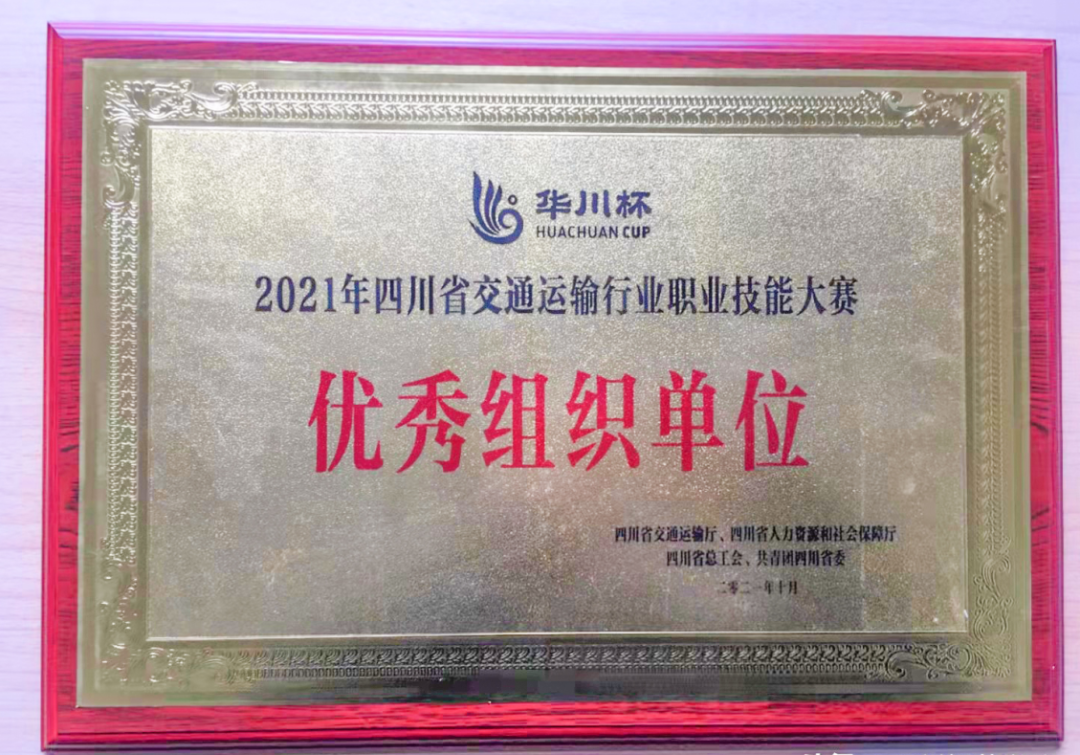 华川杯
HUACHUAN CUP
2021年四川省交通运输行业职业技能大赛
优秀组织单位
四川省交通运输厅、四川省人力资源和社会保障厅
四川省总工会、共青团四川省委
二零二一年十月